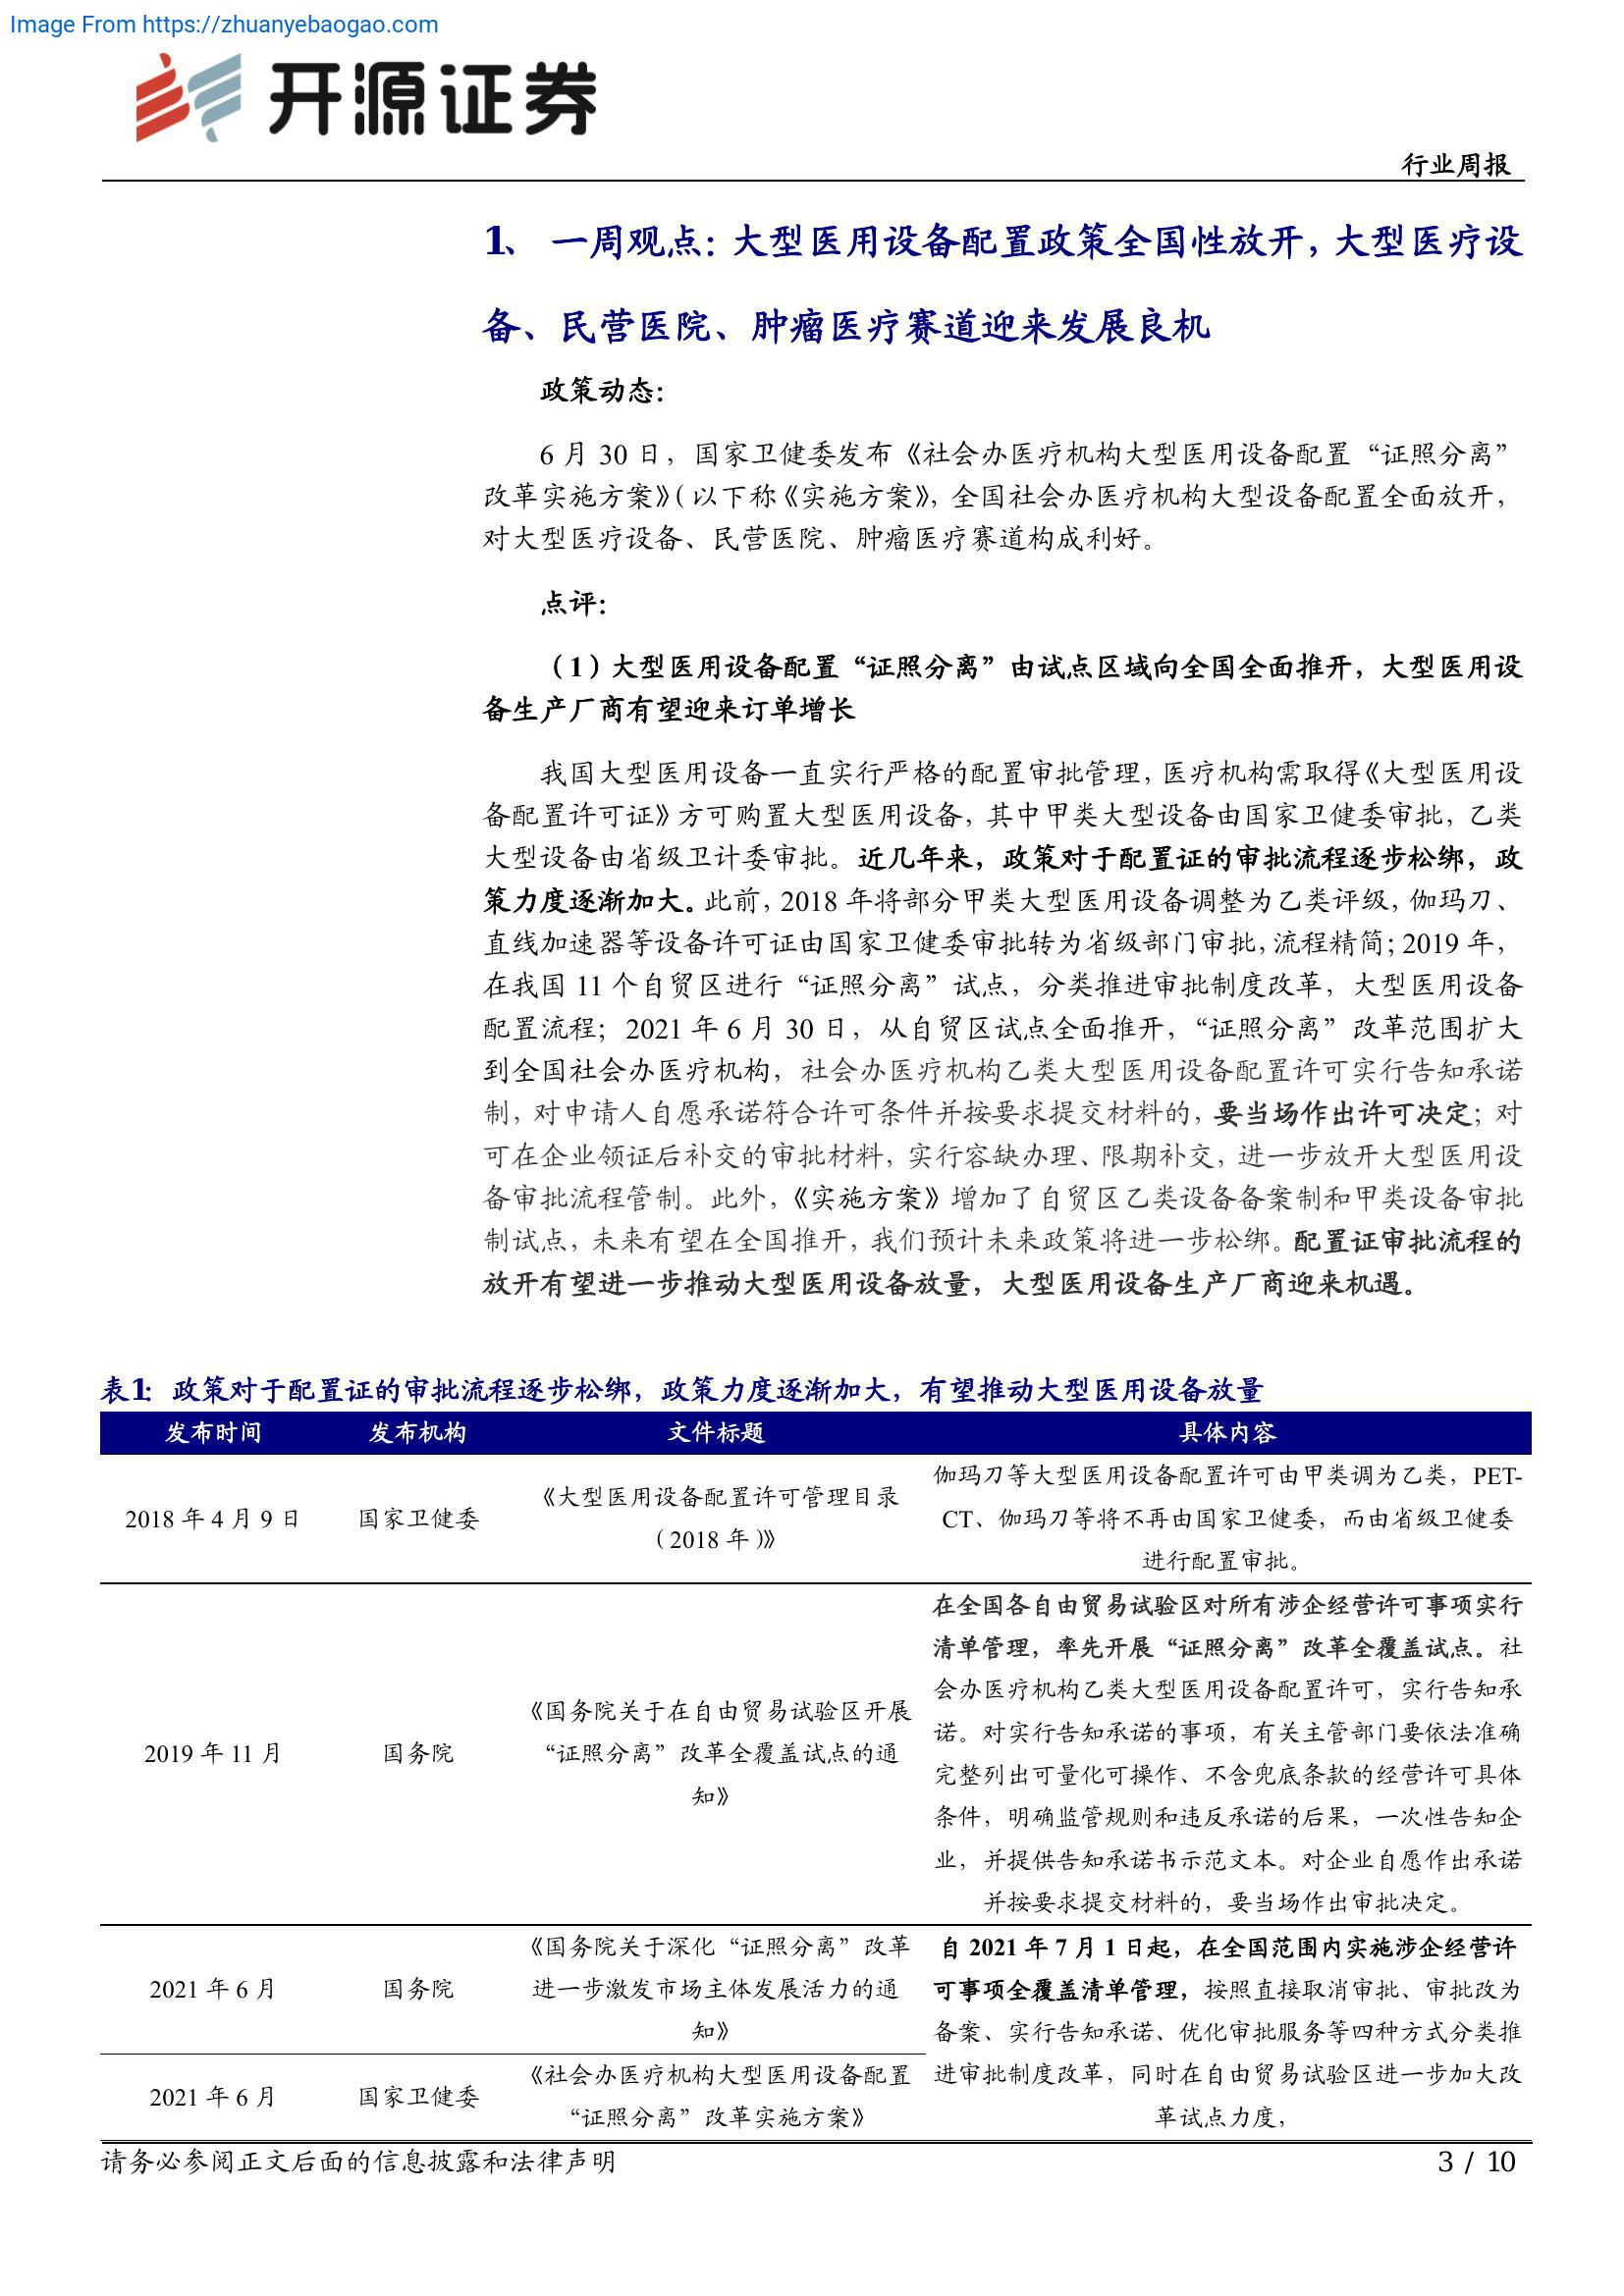 Image From https://zhuanyebaogao.com
开源证券
行业周报
1、 一周观点：大型医用设备配置政策全国性放开，大型医疗设
备、民营医院、肿瘤医疗赛道迎来发展良机
政策动态：
6 月 30 日，国家卫健委发布《社会办医疗机构大型医用设备配置“证照分离”
改革实施方案》（以下称《实施方案》，全国社会办医疗机构大型设备配置全面放开，
对大型医疗设备、民营医院、肿瘤医疗赛道构成利好。
点评：
（1）大型医用设备配置“证照分离”由试点区域向全国全面推开，大型医用设
备生产厂商有望迎来订单增长
我国大型医用设备一直实行严格的配置审批管理，医疗机构需取得《大型医用设
备配置许可证》方可购置大型医用设备，其中甲类大型设备由国家卫健委审批，乙类
大型设备由省级卫计委审批。近几年来，政策对于配置证的审批流程逐步松绑，政
策力度逐渐加大。此前，2018 年将部分甲类大型医用设备调整为乙类评级，伽玛刀、
直线加速器等设备许可证由国家卫健委审批转为省级部门审批，流程精简；2019 年，
在我国 11 个自贸区进行“证照分离”试点，分类推进审批制度改革，大型医用设备
配置流程；2021 年 6 月 30 日，从自贸区试点全面推开，“证照分离”改革范围扩大
到全国社会办医疗机构，社会办医疗机构乙类大型医用设备配置许可实行告知承诺
制，对申请人自愿承诺符合许可条件并按要求提交材料的，要当场作出许可决定；对
可在企业领证后补交的审批材料，实行容缺办理、限期补交，进一步放开大型医用设
备审批流程管制。此外，《实施方案》增加了自贸区乙类设备备案制和甲类设备审批
制试点，未来有望在全国推开，我们预计未来政策将进一步松绑。配置证审批流程的
放开有望进一步推动大型医用设备放量，大型医用设备生产厂商迎来机遇。
表1：政策对于配置证的审批流程逐步松绑，政策力度逐渐加大，有望推动大型医用设备放量
发布时间 发布机构 文件标题 具体内容
2018 年 4 月 9 日 国家卫健委
《大型医用设备配置许可管理目录
（2018 年）》
伽玛刀等大型医用设备配置许可由甲类调为乙类，PET-
CT、伽玛刀等将不再由国家卫健委，而由省级卫健委
进行配置审批。
2019 年 11 月 国务院
《国务院关于在自由贸易试验区开展
“证照分离”改革全覆盖试点的通
知》
在全国各自由贸易试验区对所有涉企经营许可事项实行
清单管理，率先开展“证照分离”改革全覆盖试点。社
会办医疗机构乙类大型医用设备配置许可，实行告知承
诺。对实行告知承诺的事项，有关主管部门要依法准确
完整列出可量化可操作、不含兜底条款的经营许可具体
条件，明确监管规则和违反承诺的后果，一次性告知企
业，并提供告知承诺书示范文本。对企业自愿作出承诺
并按要求提交材料的，要当场作出审批决定。
2021 年 6 月 国务院
《国务院关于深化“证照分离”改革
进一步激发市场主体发展活力的通
知》
2021 年 6 月 国家卫健委
《社会办医疗机构大型医用设备配置
“证照分离”改革实施方案》
自 2021 年 7 月 1 日起，在全国范围内实施涉企经营许
可事项全覆盖清单管理，按照直接取消审批、审批改为
备案、实行告知承诺、优化审批服务等四种方式分类推
进审批制度改革，同时在自由贸易试验区进一步加大改
革试点力度，
请务必参阅正文后面的信息披露和法律声明
3 / 10